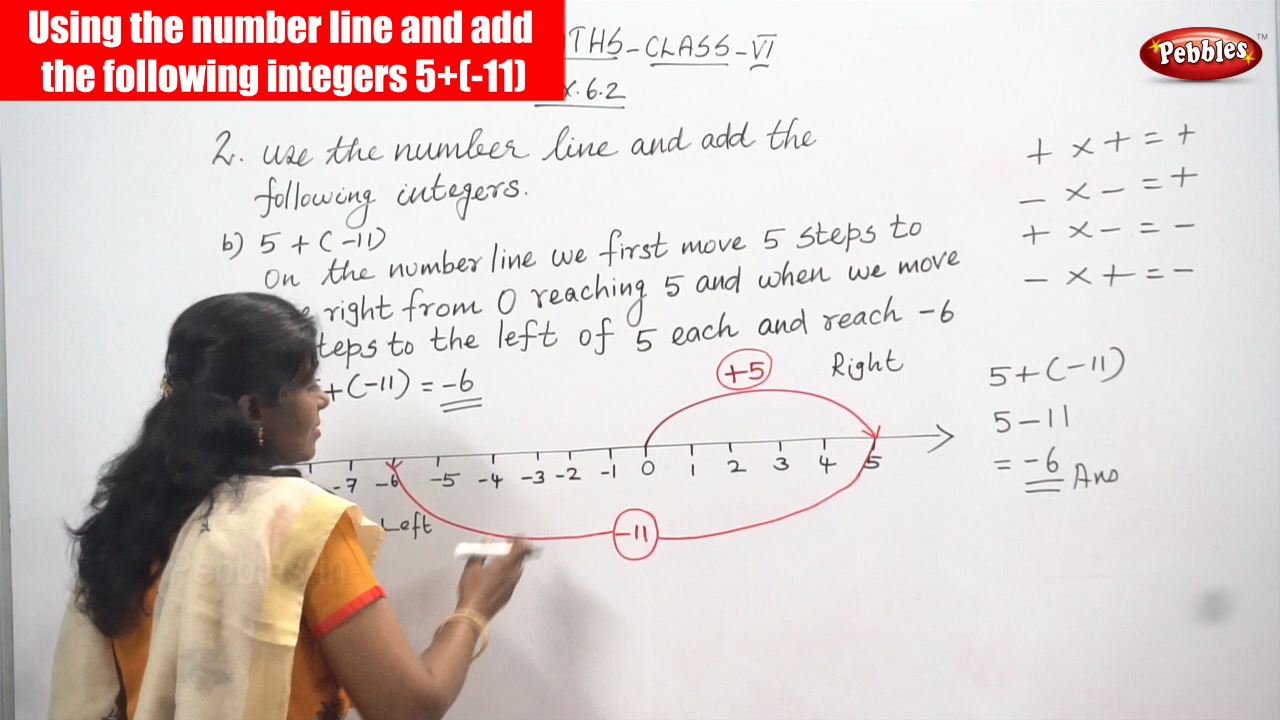 Using the number line and add
the following integers 5+(-11)
THS-CLASS-VI
x.6.2
Pebbles TM
2. use the number line and add the
following integers.
b) 5+(-11)
On the number line we first move 5 steps to
right from 0 reaching 5 and when we move
teps to the left of 5 each and reach -6
+(-11) = -6
+ x + = +
- x - = +
+ x - = -
- x + = -
+5
Right
5+(-11)
5-11
= -6 Ans
-7 -6 -5 -4 -3 -2 -1 0 1 2 3 4 5
Left
-11
Pebbles.in